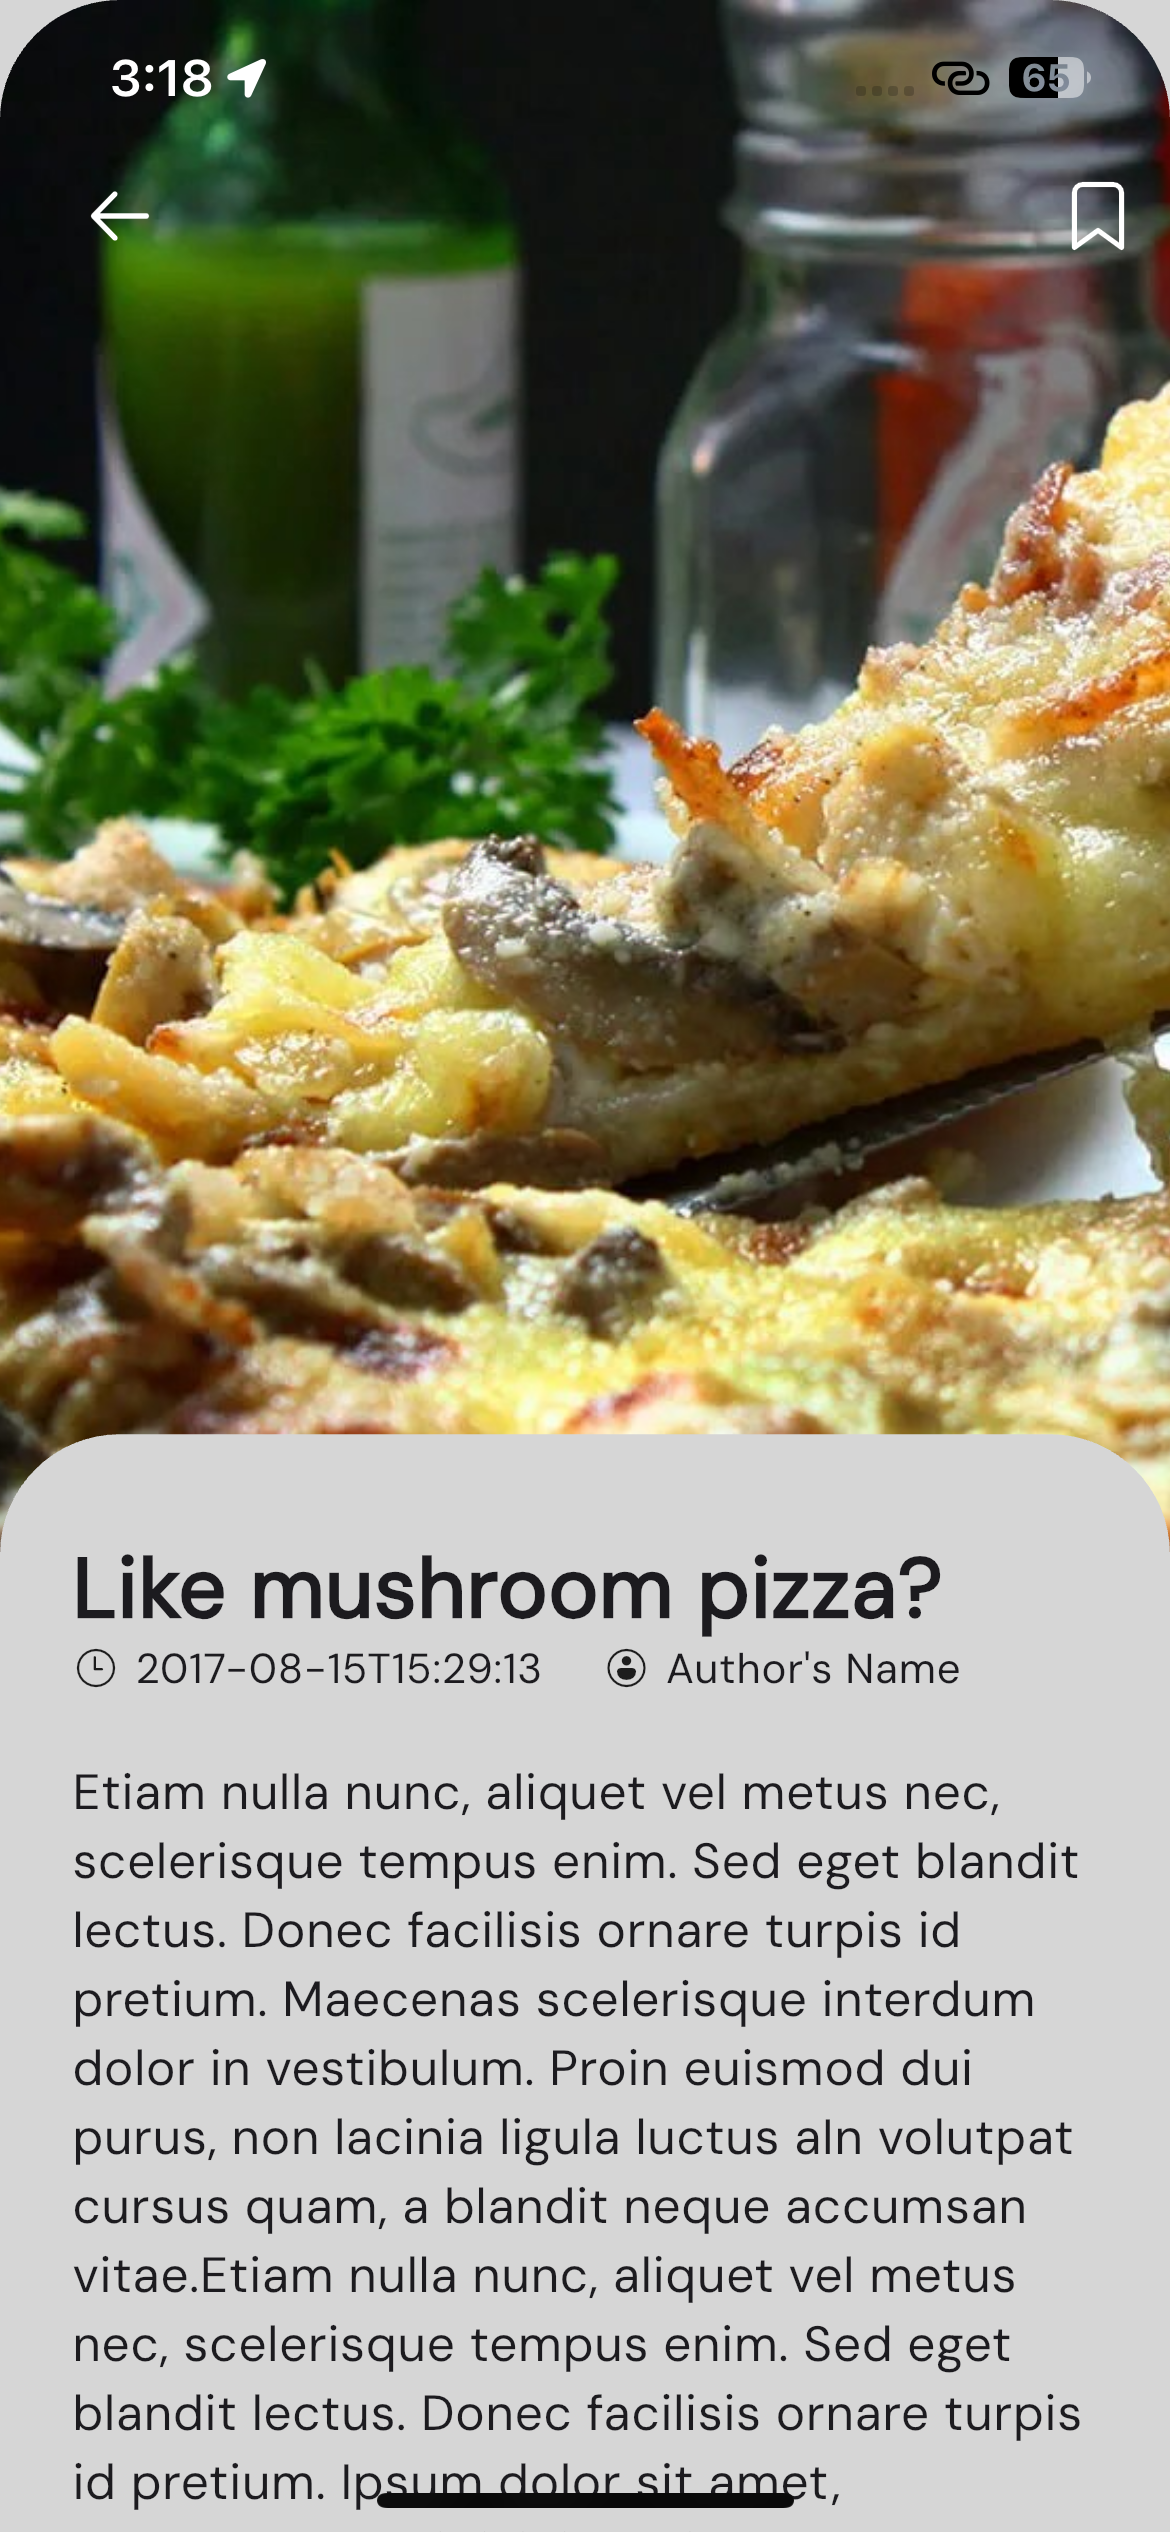 3:18
65
Like mushroom pizza?
2017-08-15T15:29:13 Author's Name
Etiam nulla nunc, aliquet vel metus nec,
scelerisque tempus enim. Sed eget blandit
lectus. Donec facilisis ornare turpis id
pretium. Maecenas scelerisque interdum
dolor in vestibulum. Proin euismod dui
purus, non lacinia ligula luctus aIn volutpat
cursus quam, a blandit neque accumsan
vitae.Etiam nulla nunc, aliquet vel metus
nec, scelerisque tempus enim. Sed eget
blandit lectus. Donec facilisis ornare turpis
id pretium. Ipsum dolor sit amet,